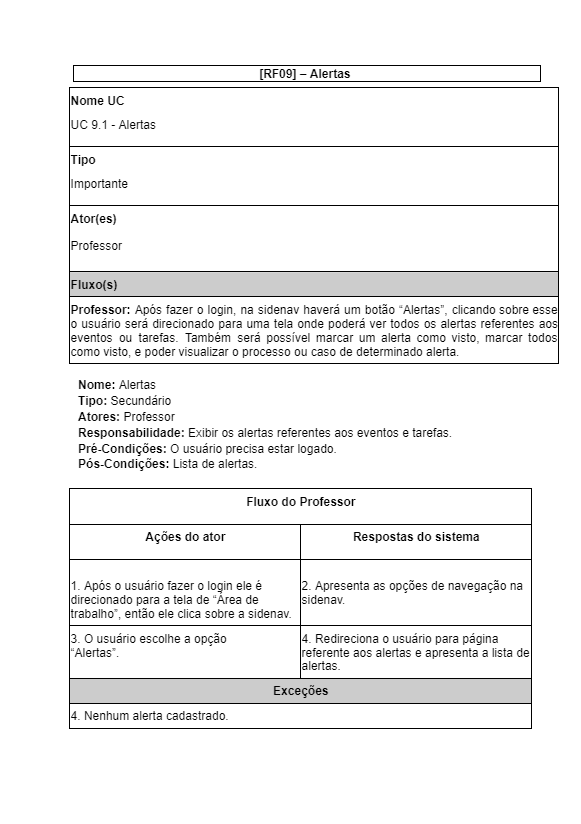 [RF09] – Alertas
Nome UC
UC 9.1 - Alertas
Tipo
Importante
Ator(es)
Professor
Fluxo(s)
Professor: Após fazer o login, na sidenav haverá um botão “Alertas”, clicando sobre esse
o usuário será direcionado para uma tela onde poderá ver todos os alertas referentes aos
eventos ou tarefas. Também será possível marcar um alerta como visto, marcar todos
como visto, e poder visualizar o processo ou caso de determinado alerta.
Nome: Alertas
Tipo: Secundário
Atores: Professor
Responsabilidade: Exibir os alertas referentes aos eventos e tarefas.
Pré-Condições: O usuário precisa estar logado.
Pós-Condições: Lista de alertas.
Fluxo do Professor
Ações do ator
Respostas do sistema
1. Após o usuário fazer o login ele é
direcionado para a tela de “Área de
trabalho”, então ele clica sobre a sidenav.
2. Apresenta as opções de navegação na
sidenav.
3. O usuário escolhe a opção
“Alertas”.
4. Redireciona o usuário para página
referente aos alertas e apresenta a lista de
alertas.
Exceções
4. Nenhum alerta cadastrado.